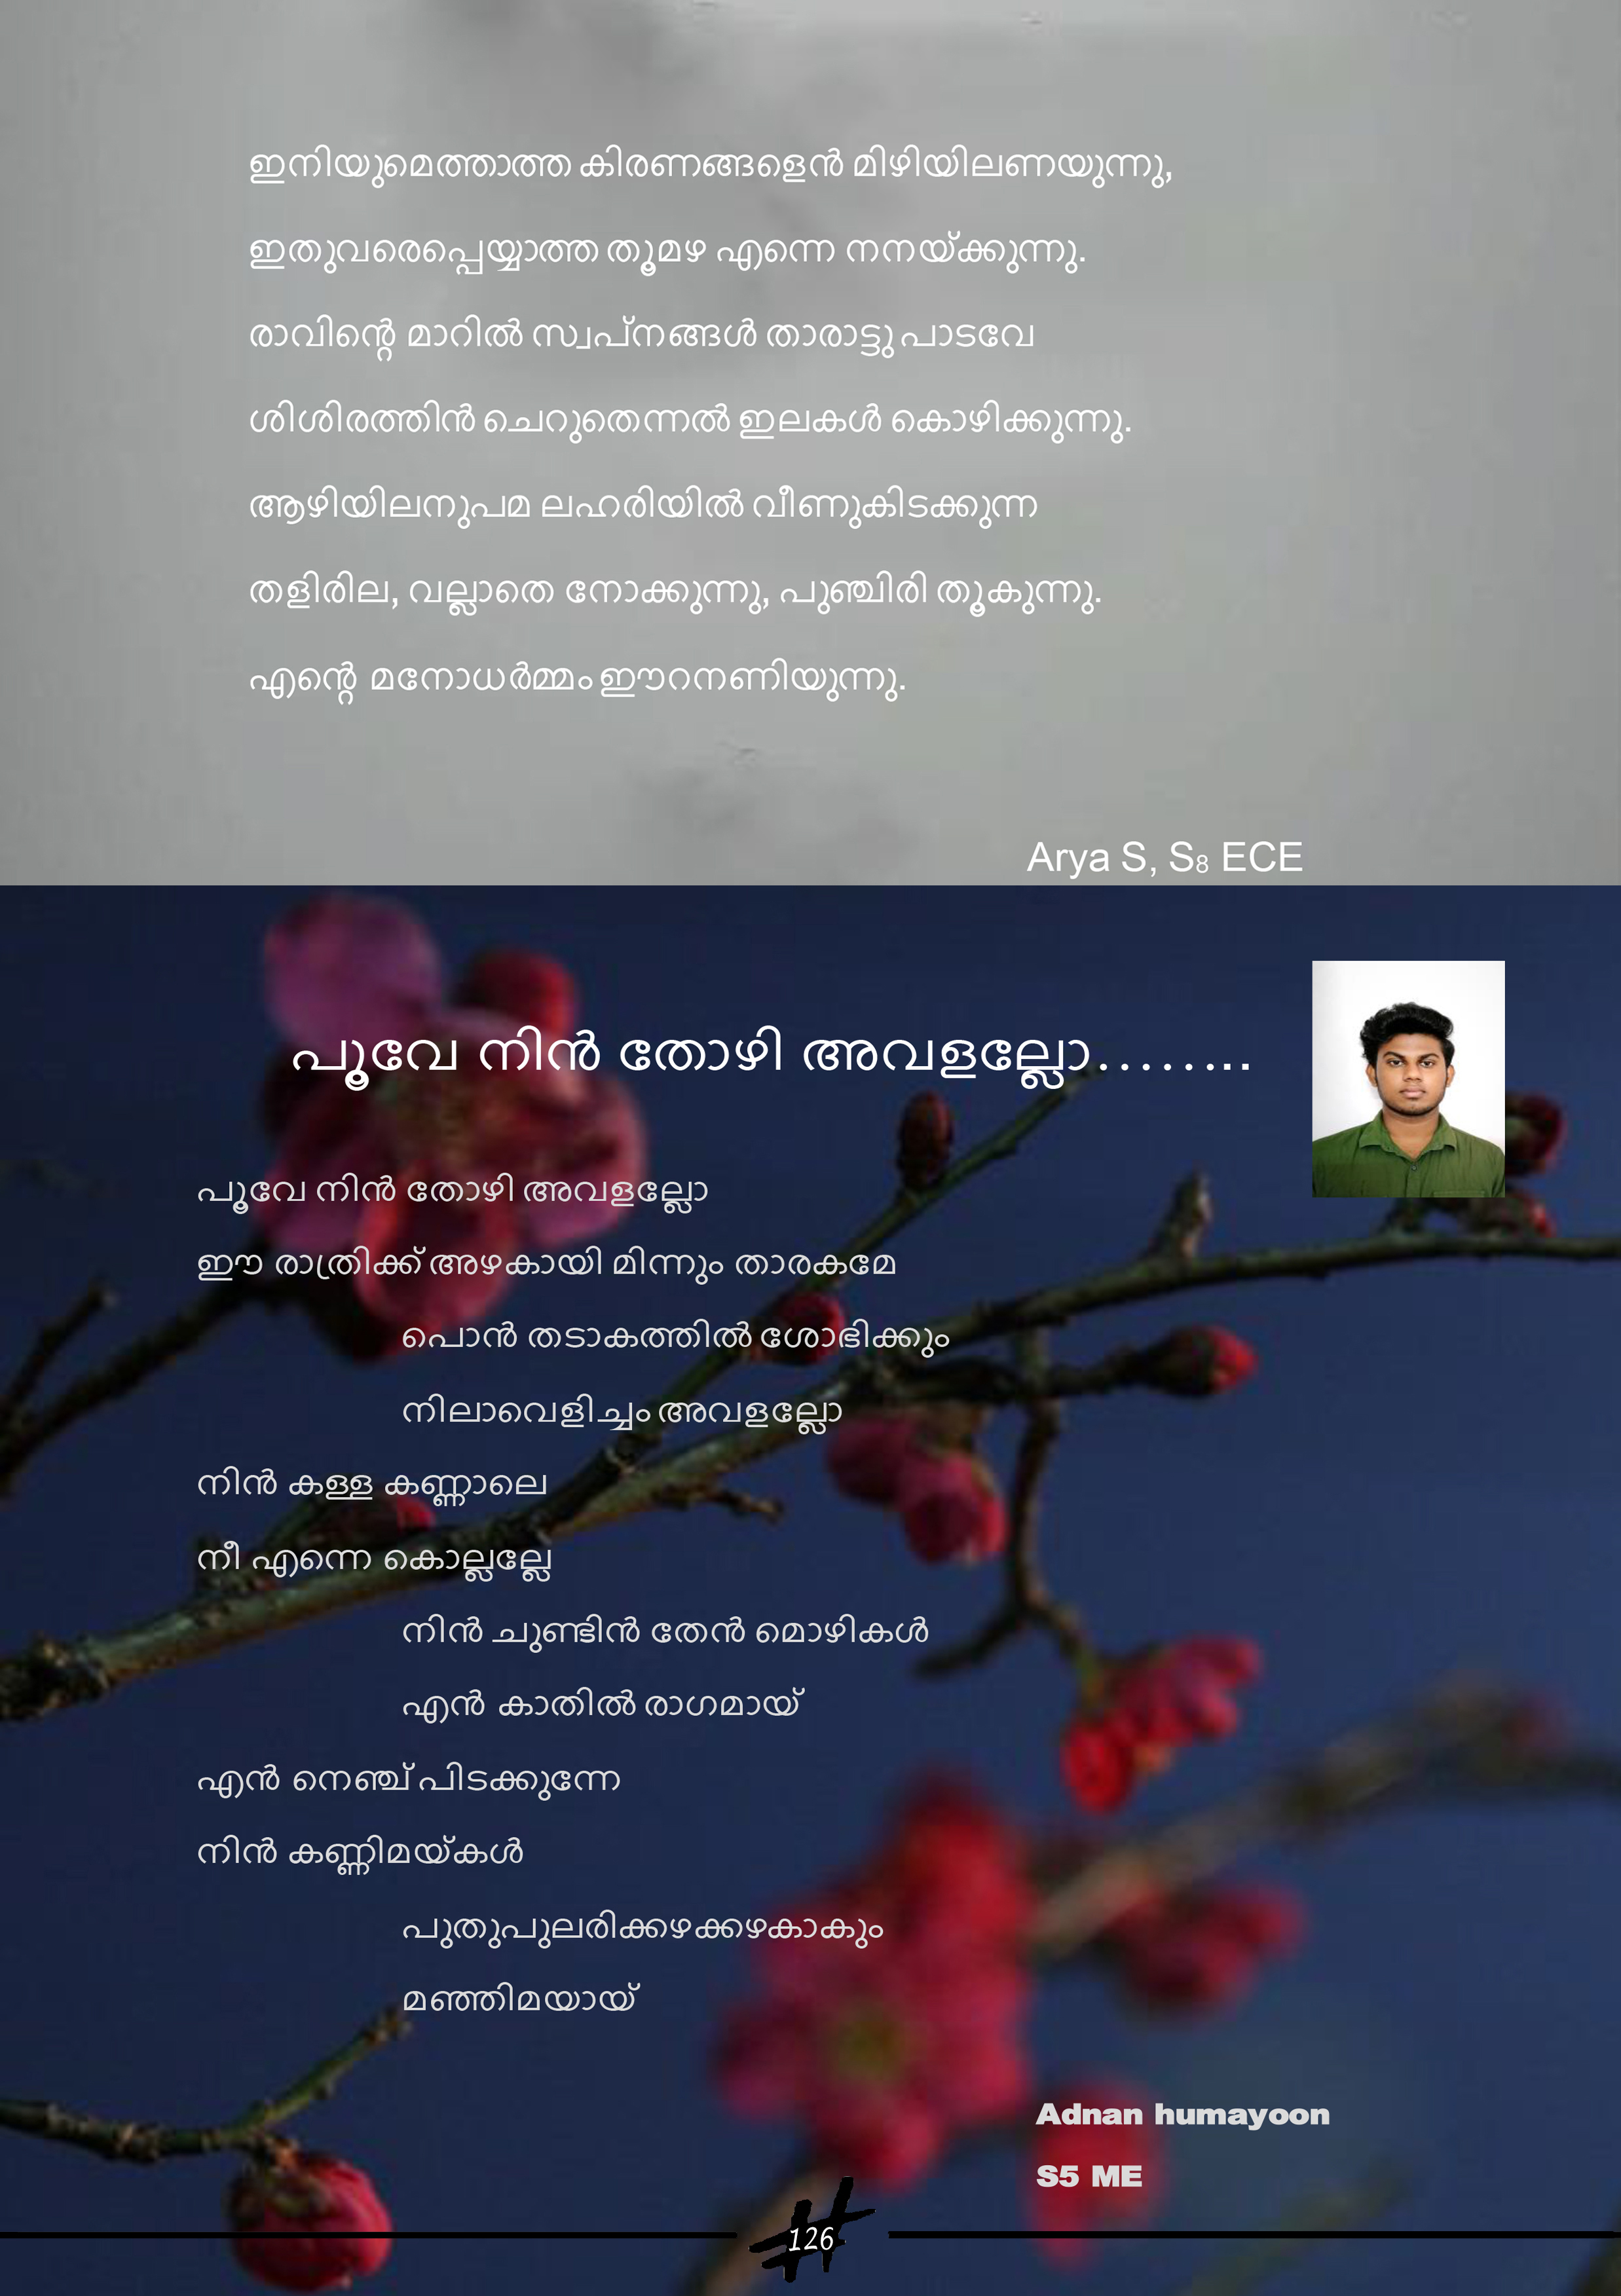 ഇനിയുമെത്താത്ത കിരണങ്ങളെൻ മിഴിയിലണയുന്നു,
ഇതുവരെപ്പെയ്യാത്ത തൂമഴ എന്നെ നനയ്ക്കുന്നു.
രാവിന്റെ മാറിൽ സ്വപ്നങ്ങൾ താരാട്ടു പാടവേ
ശിശിരത്തിൻ ചെറുതെന്നൽ ഇലകൾ കൊഴിക്കുന്നു.
ആഴിയിലനുപമ ലഹരിയിൽ വീണുകിടക്കുന്ന
തളിരില, വല്ലാതെ നോക്കുന്നു, പുഞ്ചിരി തൂകുന്നു.
എന്റെ മനോധർമ്മം ഈറനണിയുന്നു.
Arya S, S8 ECE
പൂവേ നിൻ തോഴി അവളല്ലോ……..
പൂവേ നിൻ തോഴി അവളല്ലോ
ഈ രാത്രിക്ക് അഴകായി മിന്നും താരകമേ
പൊൻ തടാകത്തിൽ ശോഭിക്കും
നിലാവെളിച്ചം അവളല്ലോ
നിൻ കള്ള കണ്ണാലെ
നീ എന്നെ കൊല്ലല്ലേ
നിൻ ചുണ്ടിൻ തേൻ മൊഴികൾ
എൻ കാതിൽ രാഗമായ്
എൻ നെഞ്ച് പിടക്കുന്നേ
നിൻ കണ്ണിമയ്കൾ
പുതുപുലരിക്കഴക്കഴകാകും
മഞ്ഞിമയായ്
Adnan humayoon
S5 ME
126